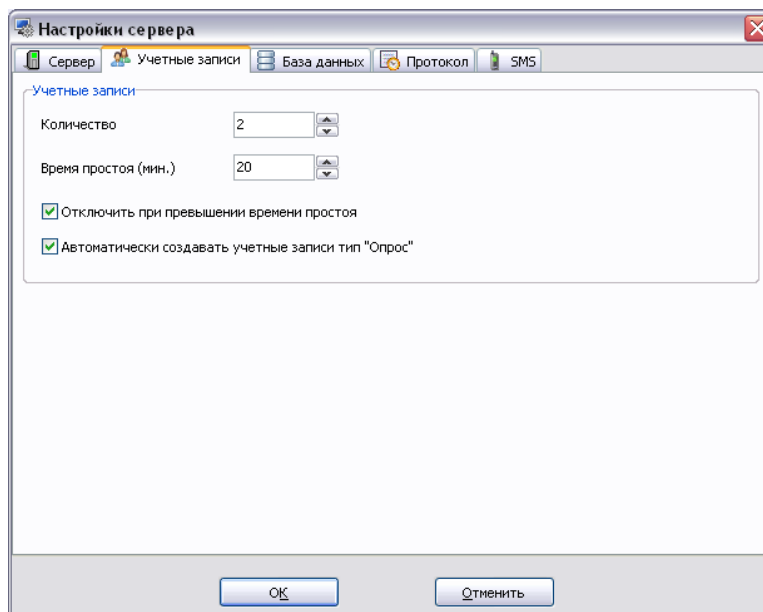 Настройки сервера
Сервер Учетные записи База данных Протокол SMS
Учетные записи
Количество 2
Время простоя (мин.) 20
Отключить при превышении времени простоя
Автоматически создавать учетные записи тип "Опрос"
ОК Отменить